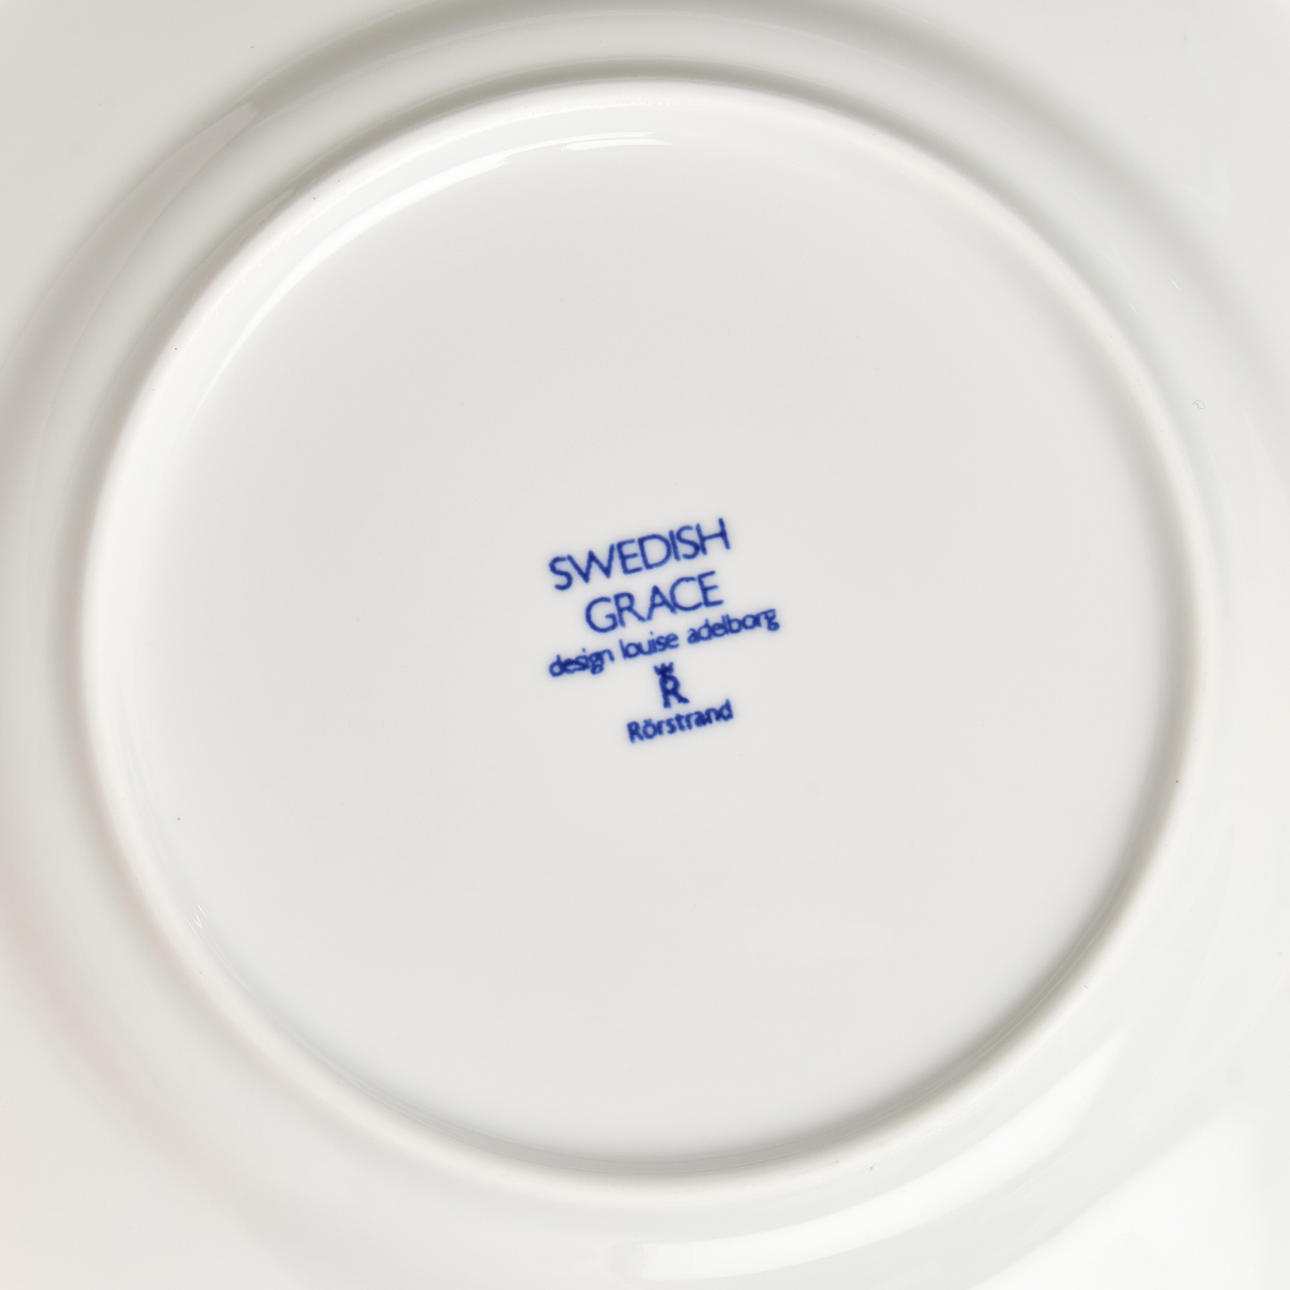 SWEDISH
GRACE
design louise adelborg
R
Rörstrand